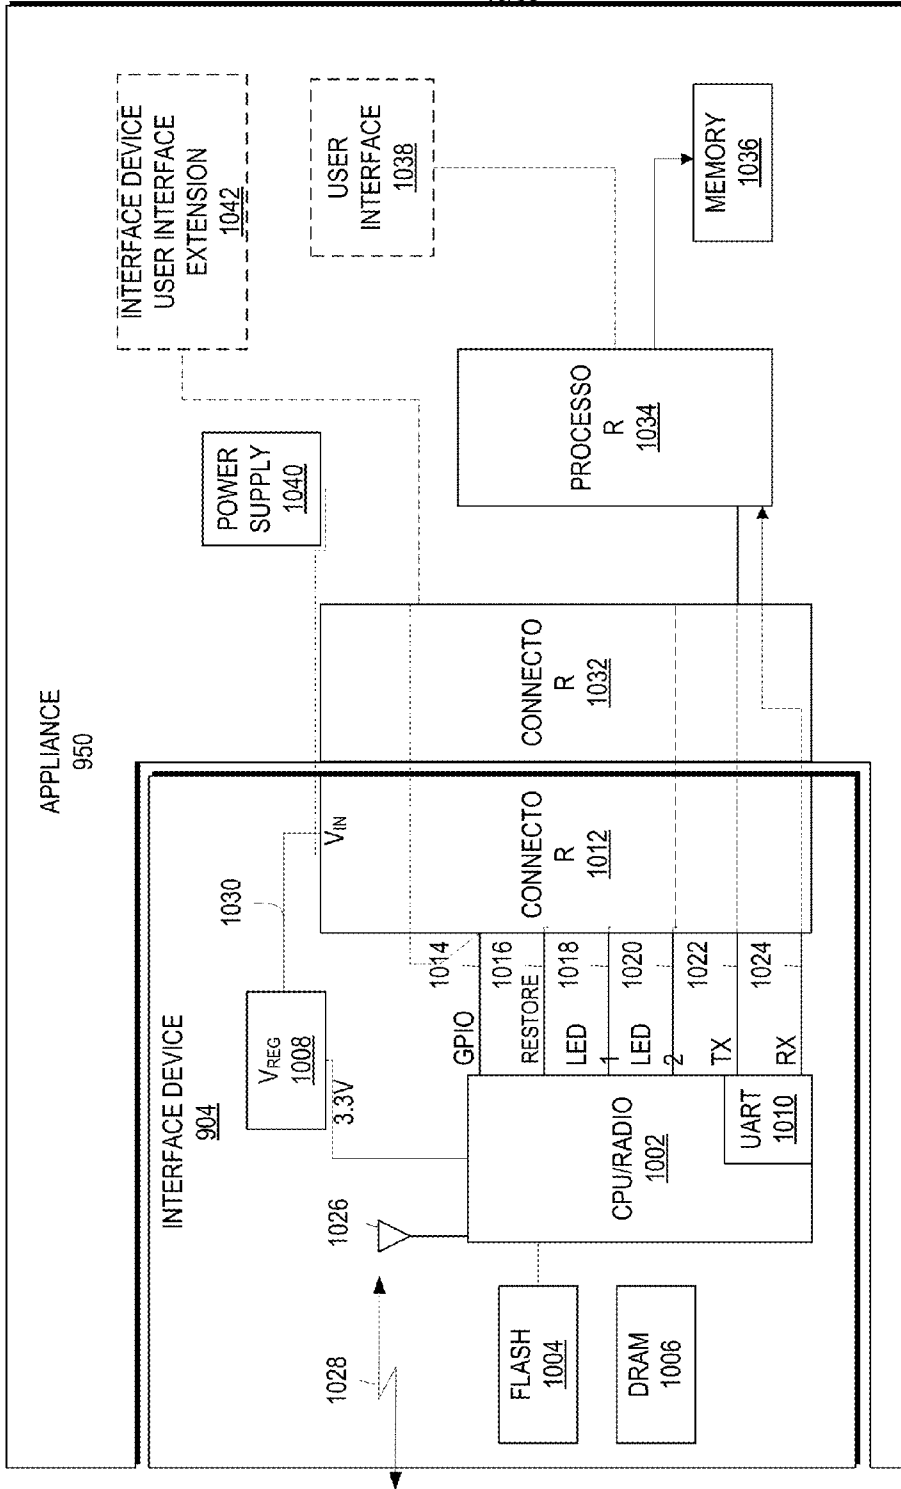 APPLIANCE
950
INTERFACE DEVICE
USER INTERFACE
EXTENSION
1042
USER
INTERFACE
1038
MEMORY
1036
POWER
SUPPLY
1040
PROCESSO
R
1034
CONNECTO
R
1032
INTERFACE DEVICE
904
1030
VIN
CONNECTO
R
1012
VREG
1008
3.3V
GPIO
1014
RESTORE
1016
LED
1
1018
LED
2
1020
TX
1022
RX
1024
CPU/RADIO
1002
UART
1010
1026
1028
FLASH
1004
DRAM
1006